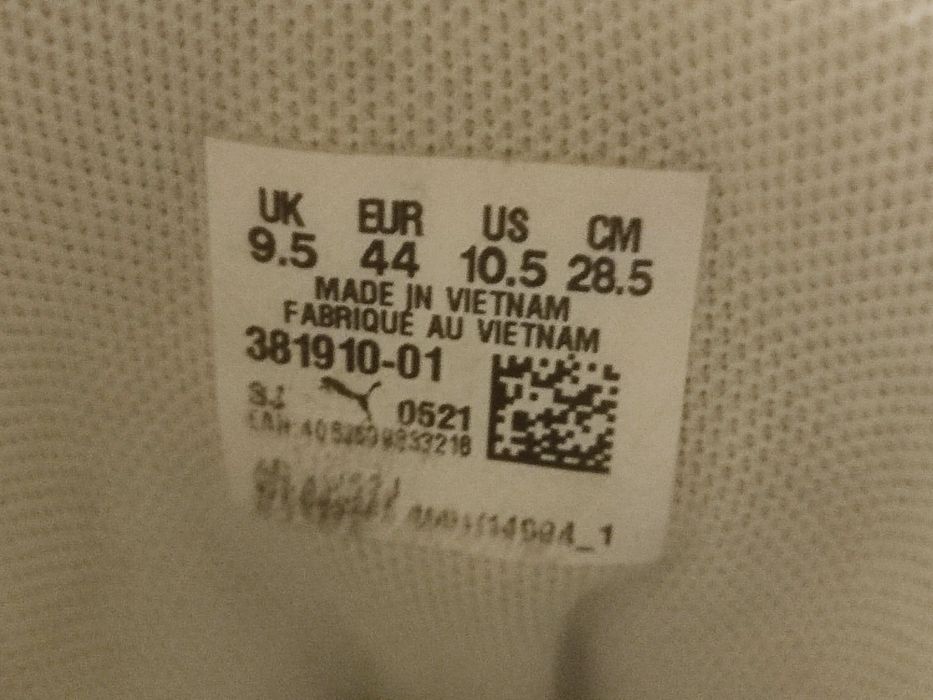 UK EUR US CM
9.5 44 10.5 28.5
MADE IN VIETNAM
FABRIQUE AU VIETNAM
381910-01
0521